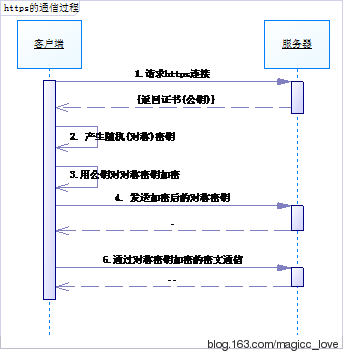 https的通信过程
客户端
服务器
1.请求https连接
{返回证书{公钥}}
2. 产生随机{对称}密钥
3.用公钥对对称密钥加密
4. 发送加密后的对称密钥
-
6.通过对称密钥加密的密文通信
--
blog.163.com/magicc_love